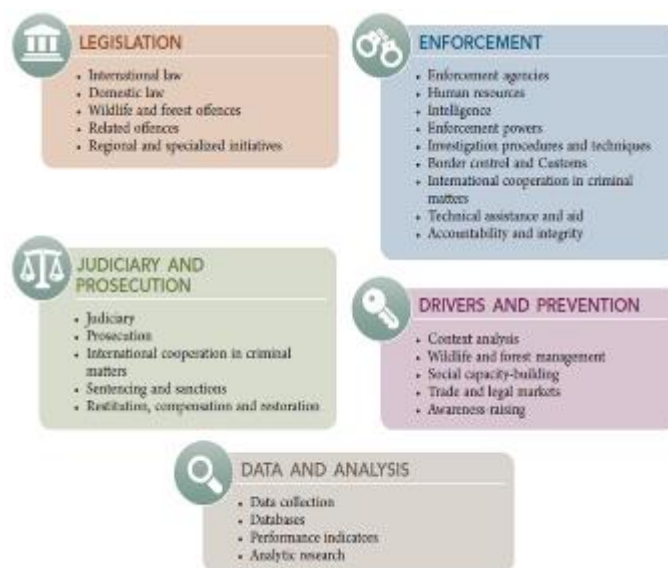 LEGISLATION
• International law
• Domestic law
• Wildlife and forest offences
• Related offences
• Regional and specialized initiatives
ENFORCEMENT
• Enforcement agencies
• Human resources
• Intelligence
• Enforcement powers
• Investigation procedures and techniques
• Border control and Customs
• International cooperation in criminal
matters
• Technical assistance and aid
• Accountability and integrity
JUDICIARY AND
PROSECUTION
• Judiciary
• Prosecution
• International cooperation in criminal
matters
• Sentencing and sanctions
• Restitution, compensation and restoration
DRIVERS AND PREVENTION
• Context analysis
• Wildlife and forest management
• Social capacity-building
• Trade and legal markets
• Awareness-raising
DATA AND ANALYSIS
• Data collection
• Databases
• Performance indicators
• Analytic research